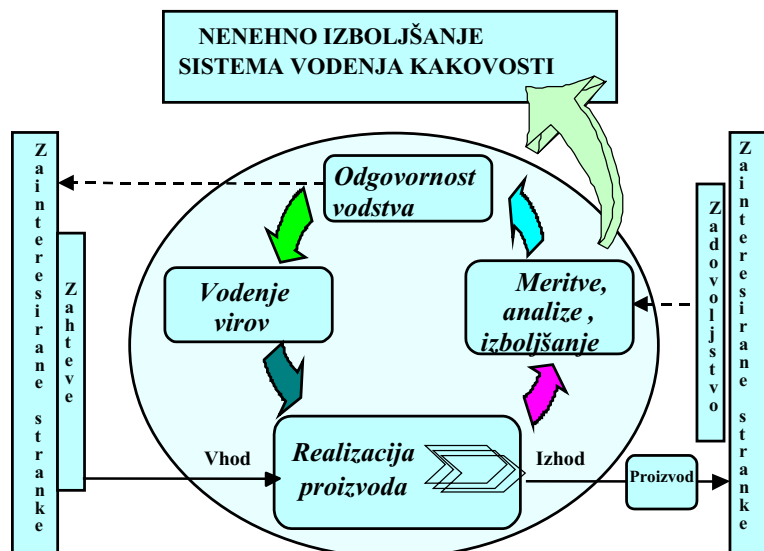 NENEHNO IZBOLJŠANJE
SISTEMA VODENJA KAKOVOSTI
Zainteresirane stranke
Zahteve
Odgovornost
vodstva
Vodenje
virov
Meritve,
analize ,
izboljšanje
Zadovoljstvo
Zainteresirane stranke
Vhod
Realizacija
proizvoda
Izhod
Proizvod